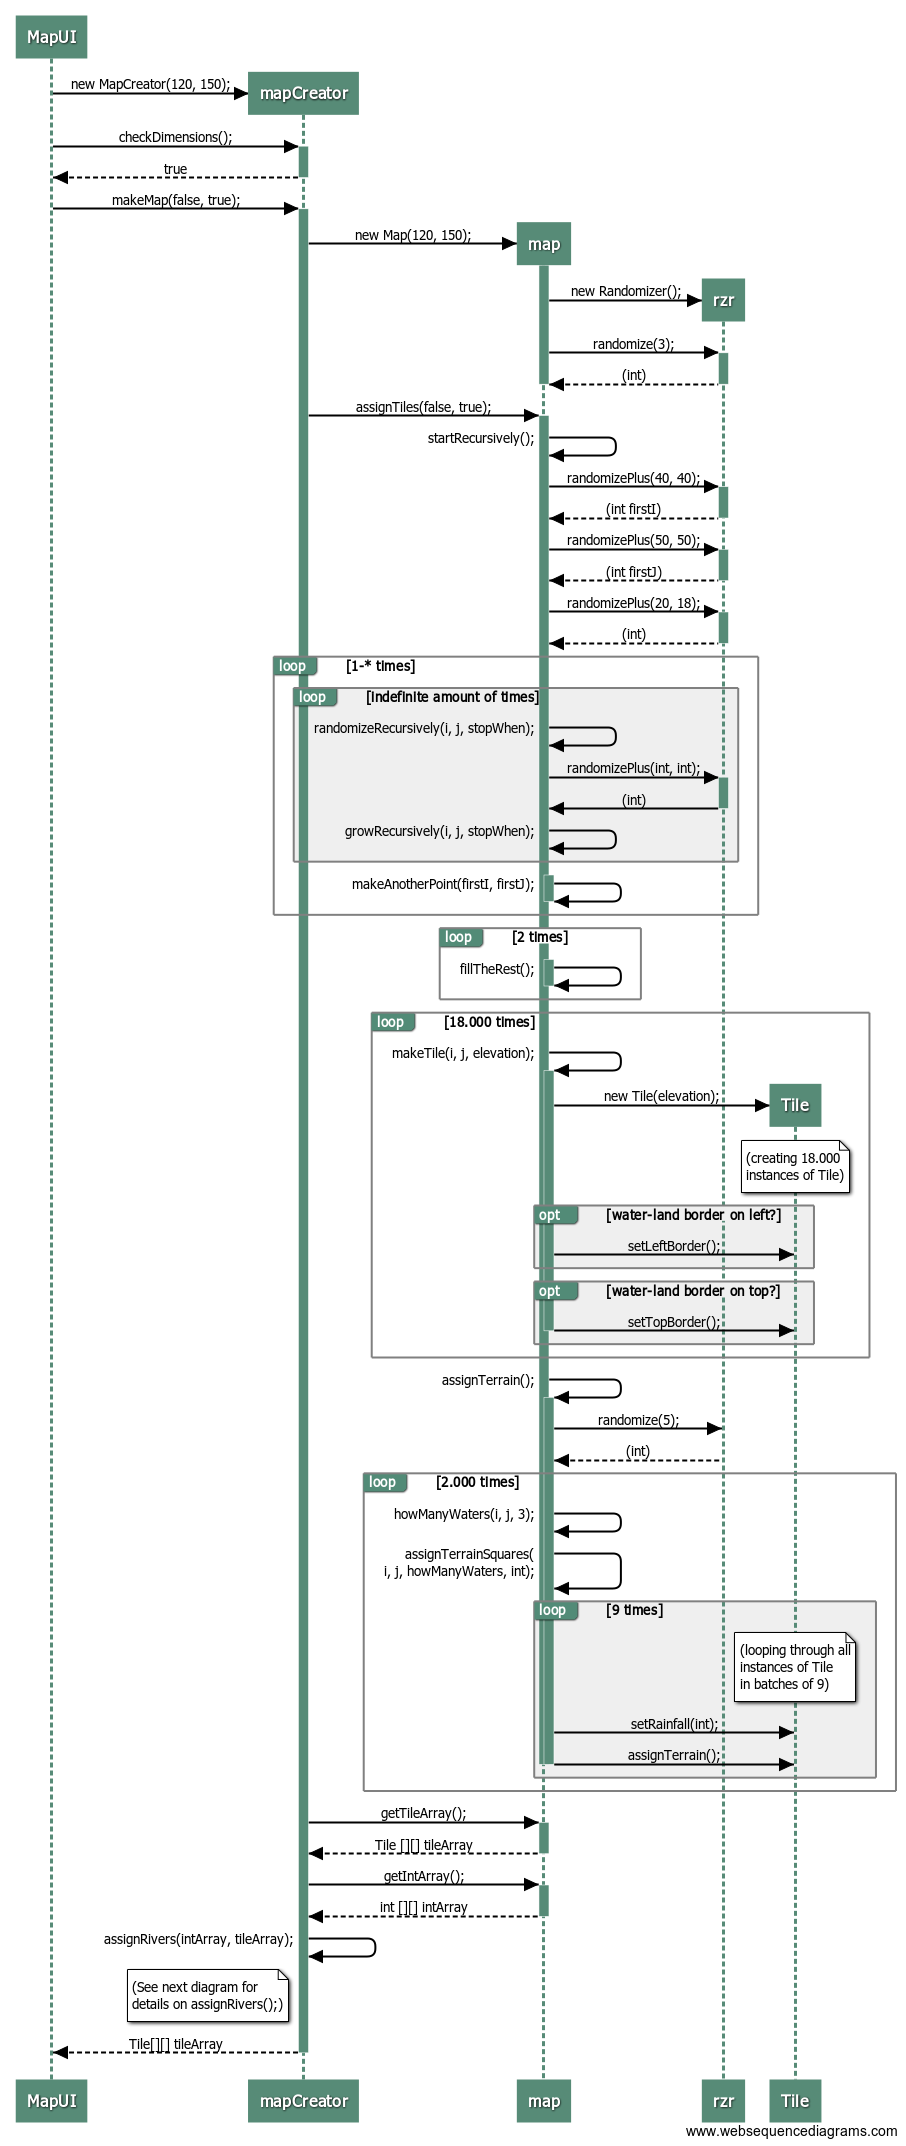 MapUI
new MapCreator(120, 150);
mapCreator
checkDimensions();
true
makeMap(false, true);
new Map(120, 150);
map
new Randomizer();
rzr
randomize(3);
(int)
assignTiles(false, true);
startRecursively();
randomizePlus(40, 40);
(int firstI)
randomizePlus(50, 50);
(int firstJ)
randomizePlus(20, 18);
(int)
loop [1-* times]
loop [indefinite amount of times]
randomizeRecursively(i, j, stopWhen);
randomizePlus(int, int);
(int)
growRecursively(i, j, stopWhen);
makeAnotherPoint(firstI, firstJ);
loop [2 times]
fillTheRest();
loop [18.000 times]
makeTile(i, j, elevation);
new Tile(elevation);
Tile
(creating 18.000
instances of Tile)
opt [water-land border on left?]
setLeftBorder();
opt [water-land border on top?]
setTopBorder();
assignTerrain();
randomize(5);
(int)
loop [2.000 times]
howManyWaters(i, j, 3);
assignTerrainSquares(
i, j, howManyWaters, int);
loop [9 times]
(looping through all
instances of Tile
in batches of 9)
setRainfall(int);
assignTerrain();
getTileArray();
Tile [][] tileArray
getIntArray();
int [][] intArray
assignRivers(intArray, tileArray);
(See next diagram for
details on assignRivers();)
Tile[][] tileArray
MapUI mapCreator map rzr Tile
www.websequencediagrams.com